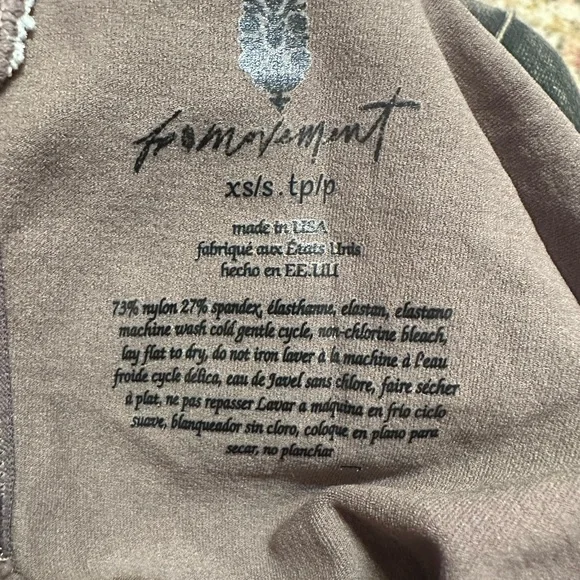 fp movement
xs/s . tp/p
made in USA
fabriqué aux États Unis
hecho en EE.UU
73% nylon 27% spandex, élasthanne, elastan, elastano
machine wash cold gentle cycle, non-chlorine bleach,
lay flat to dry, do not iron laver à la machine à l'eau
froide cycle délica, eau de Javel sans chlore, faire sécher
à plat, ne pas repasser Lavar a máquina en frío ciclo
suave, blanqueador sin cloro, coloque en plano para
secar, no planchar